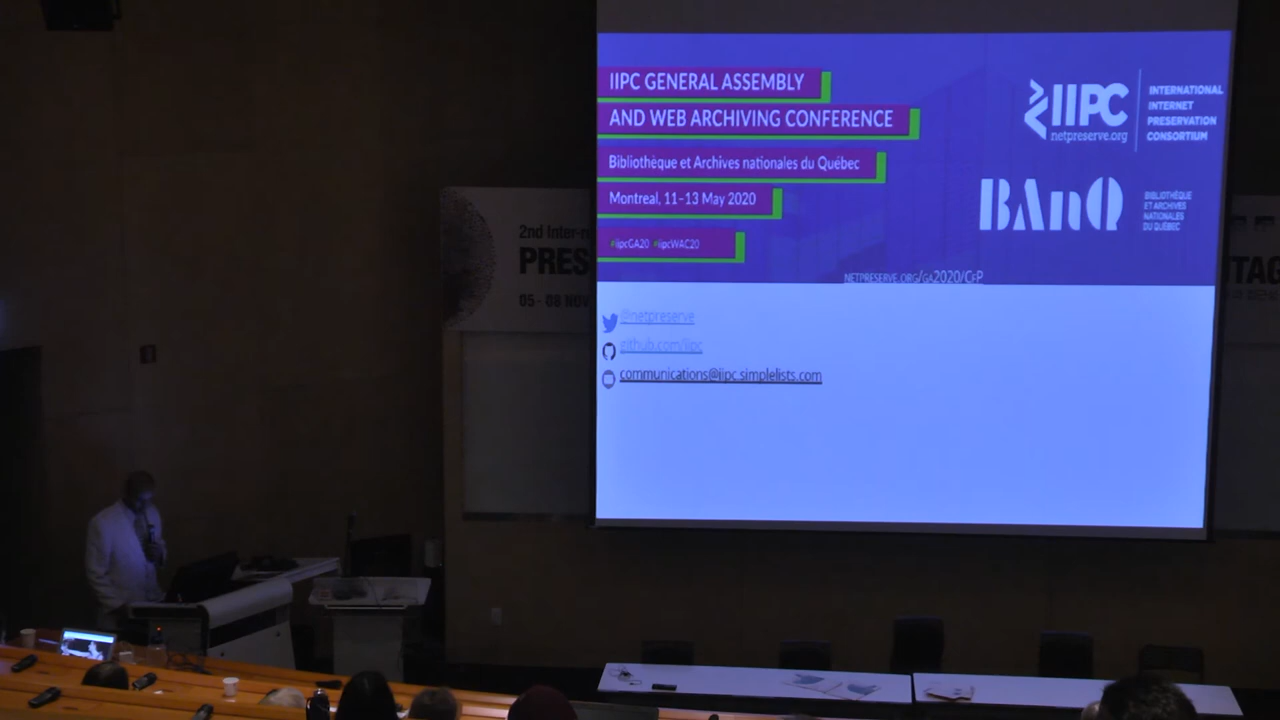 IIPC GENERAL ASSEMBLY
AND WEB ARCHIVING CONFERENCE
Bibliothèque et Archives nationales du Québec
Montreal, 11-13 May 2020
#iipcGA20 #iipcWAC20
IIPC
netpreserve.org
INTERNATIONAL
INTERNET
PRESERVATION
CONSORTIUM
BAnQ
BIBLIOTHÈQUE
ET ARCHIVES
NATIONALES
DU QUÉBEC
NETPRESERVE.ORG/GA2020/CFP
@netpreserve
github.com/iipc
communications@iipc.simplelists.com
2nd Inter-
PRES
05 - 08 NOV
TAG